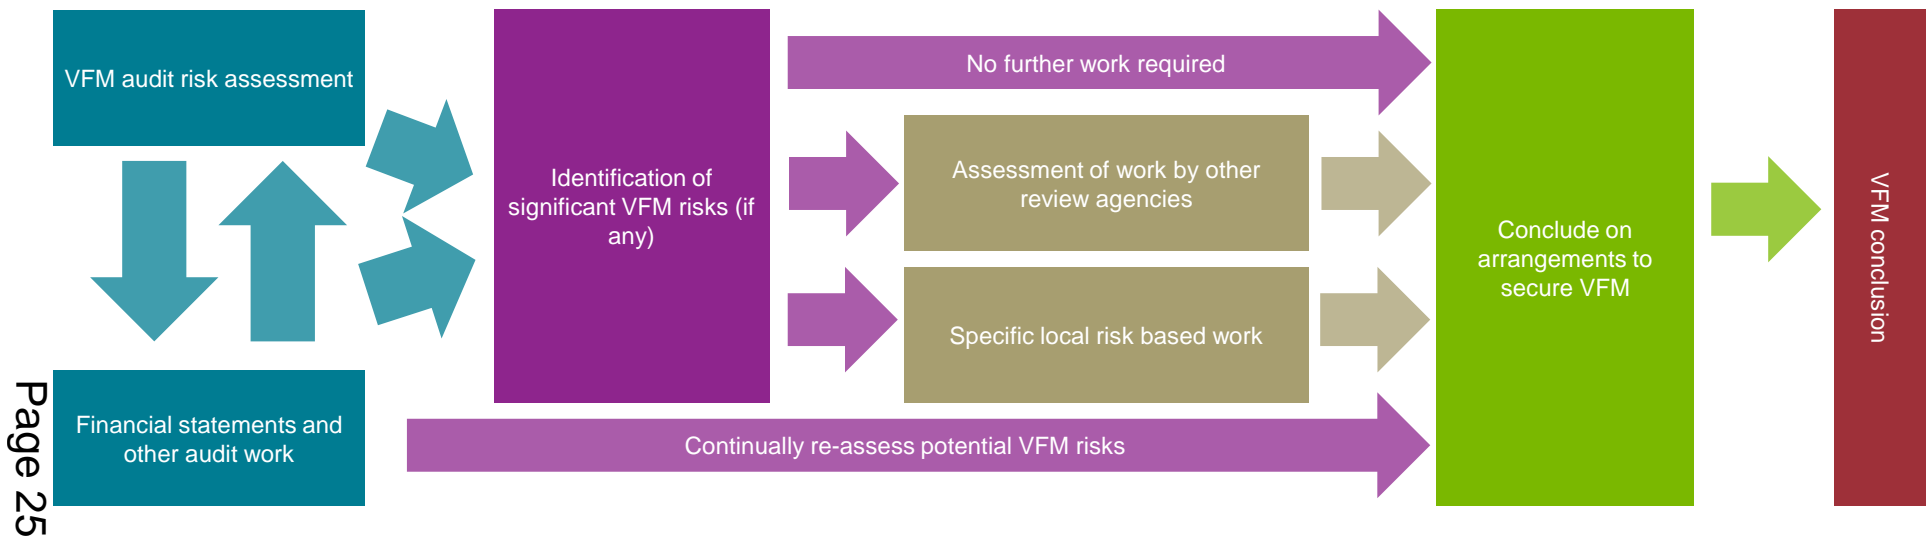 VFM audit risk assessment
Financial statements and
other audit work
Identification of
significant VFM risks (if
any)
No further work required
Assessment of work by other
review agencies
Specific local risk based work
Continually re-assess potential VFM risks
Conclude on
arrangements to
secure VFM
VFM conclusion
Page 25